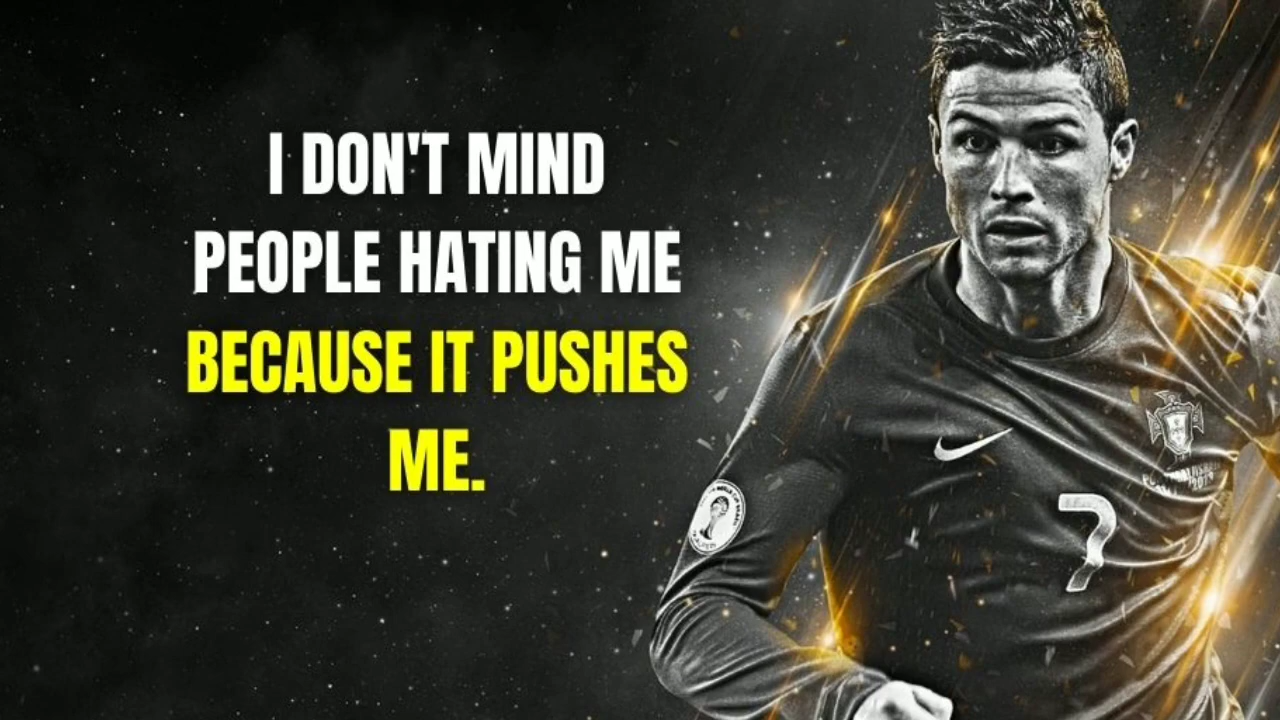 I DON'T MIND
PEOPLE HATING ME
BECAUSE IT PUSHES
ME.
7